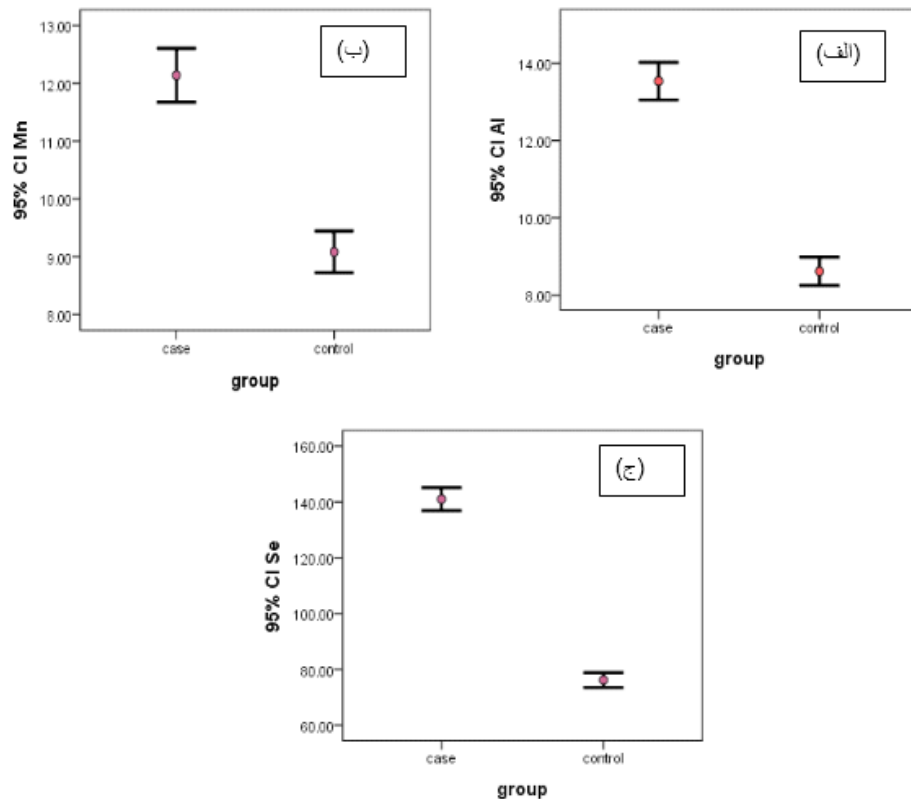 (ب)
13.00
12.00
11.00
10.00
9.00
8.00
95% CI Mn
case
control
group
(الف)
14.00
12.00
10.00
8.00
95% CI Al
case
control
group
(ج)
160.00
140.00
120.00
100.00
80.00
60.00
95% CI Se
case
control
group